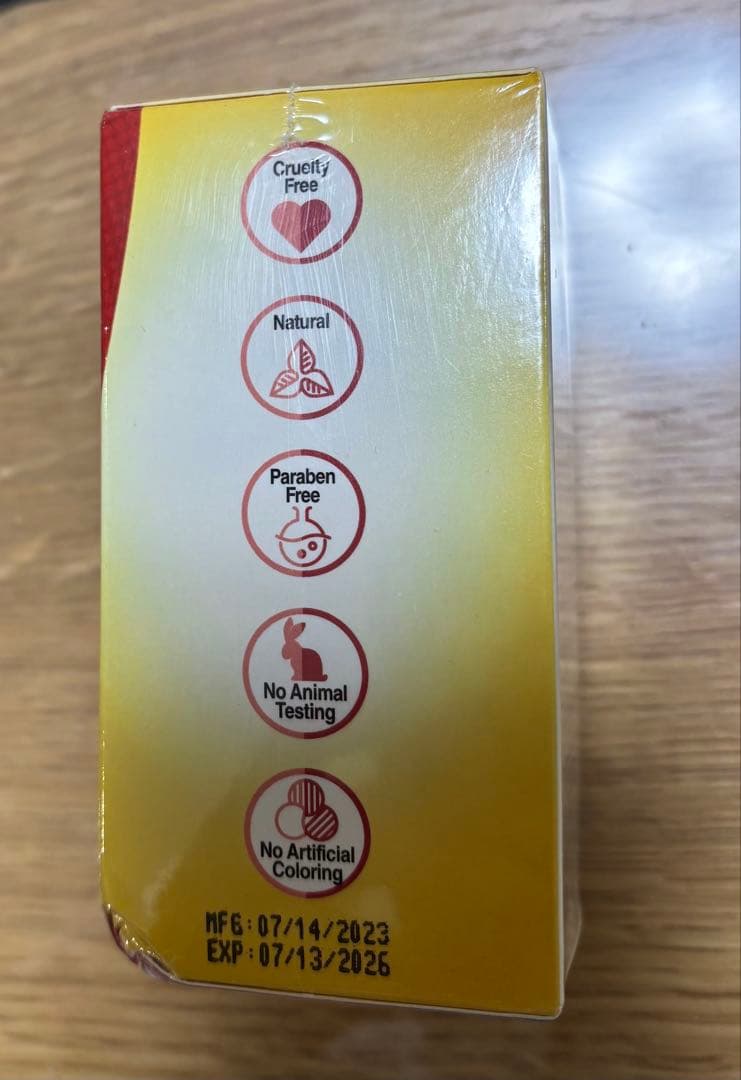 Cruelty
Free
Natural
Paraben
Free
No Animal
Testing
No Artificial
Coloring
MFG:07/14/2023
EXP:07/13/2026